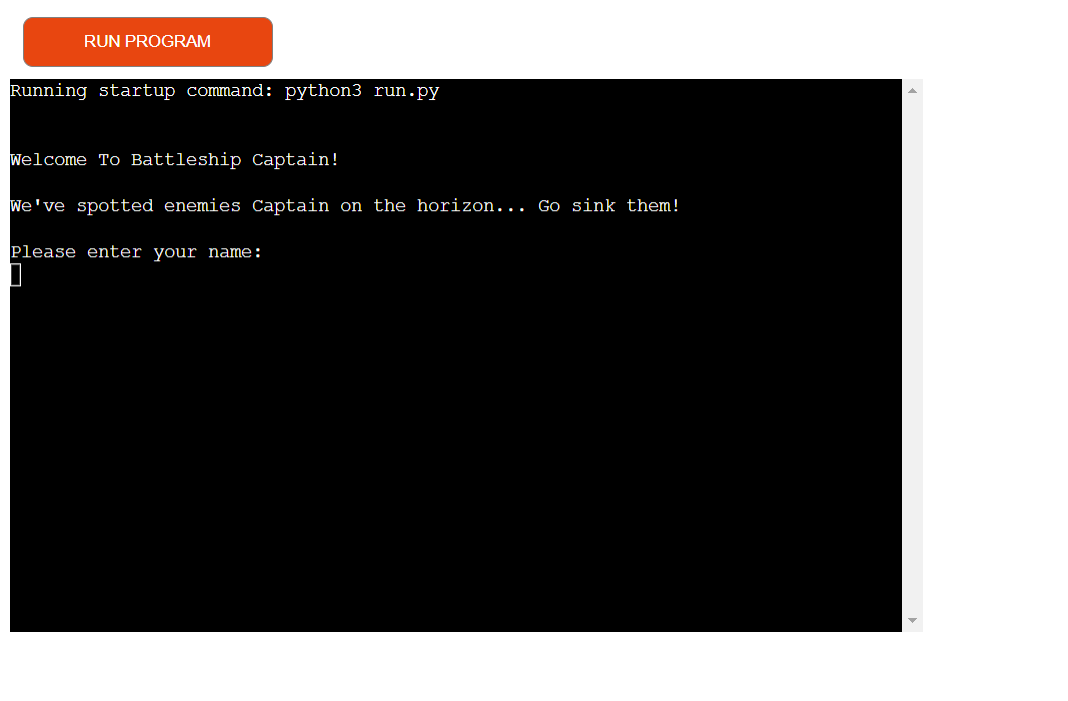 RUN PROGRAM
Running startup command: python3 run.py
Welcome To Battleship Captain!
We've spotted enemies Captain on the horizon... Go sink them!
Please enter your name: